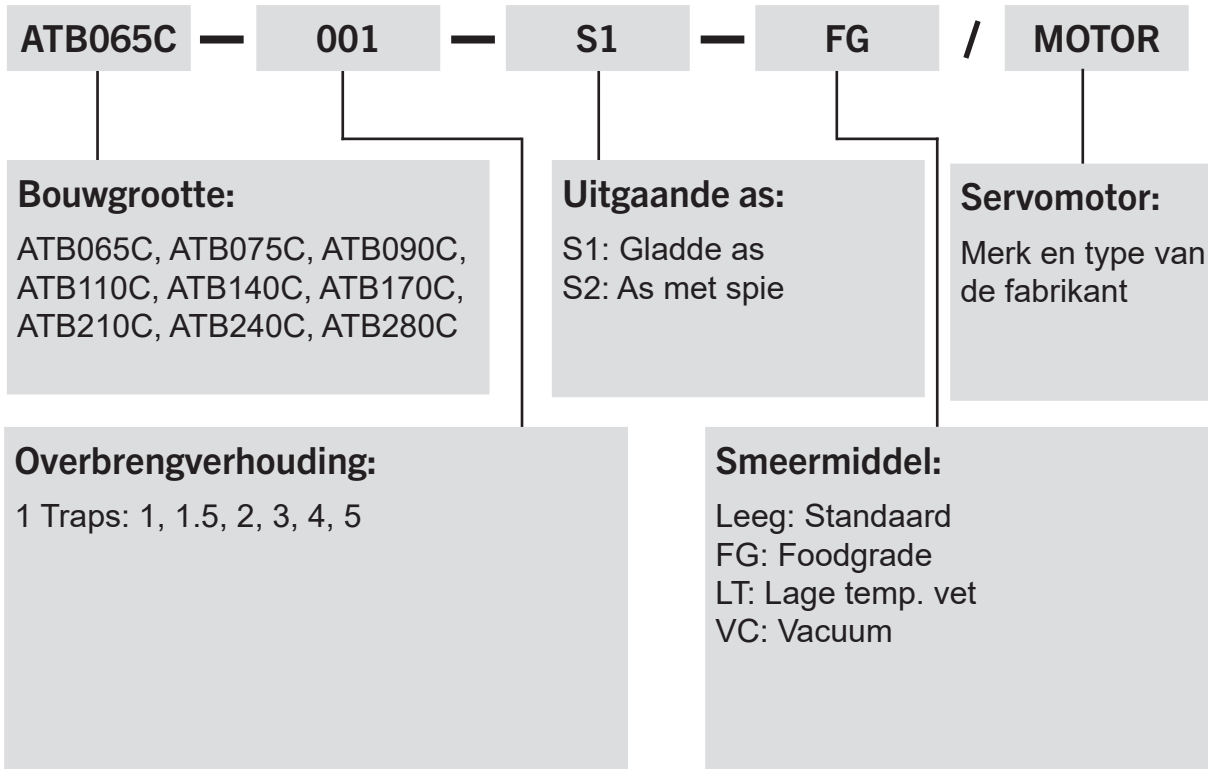 ATB065C — 001 — S1 — FG / MOTOR
Bouwgrootte:
ATB065C, ATB075C, ATB090C,
ATB110C, ATB140C, ATB170C,
ATB210C, ATB240C, ATB280C
Uitgaande as:
S1: Gladde as
S2: As met spie
Servomotor:
Merk en type van
de fabrikant
Overbrengverhouding:
1 Traps: 1, 1.5, 2, 3, 4, 5
Smeermiddel:
Leeg: Standaard
FG: Foodgrade
LT: Lage temp. vet
VC: Vacuum